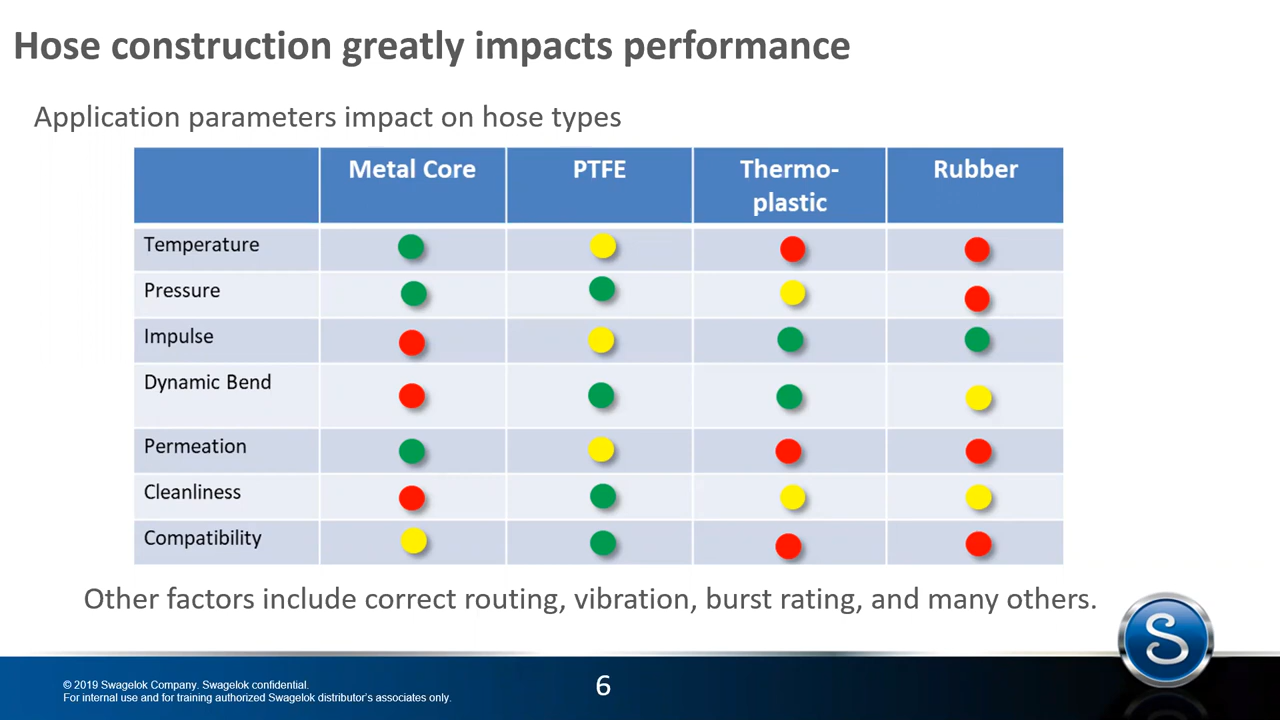 Hose construction greatly impacts performance
Application parameters impact on hose types
Metal Core PTFE Thermo- Rubber
plastic
Temperature
Pressure
Impulse
Dynamic Bend
Permeation
Cleanliness
Compatibility
Other factors include correct routing, vibration, burst rating, and many others.
S
© 2019 Swagelok Company. Swagelok confidential.
For internal use and for training authorized Swagelok distributor's associates only.
6